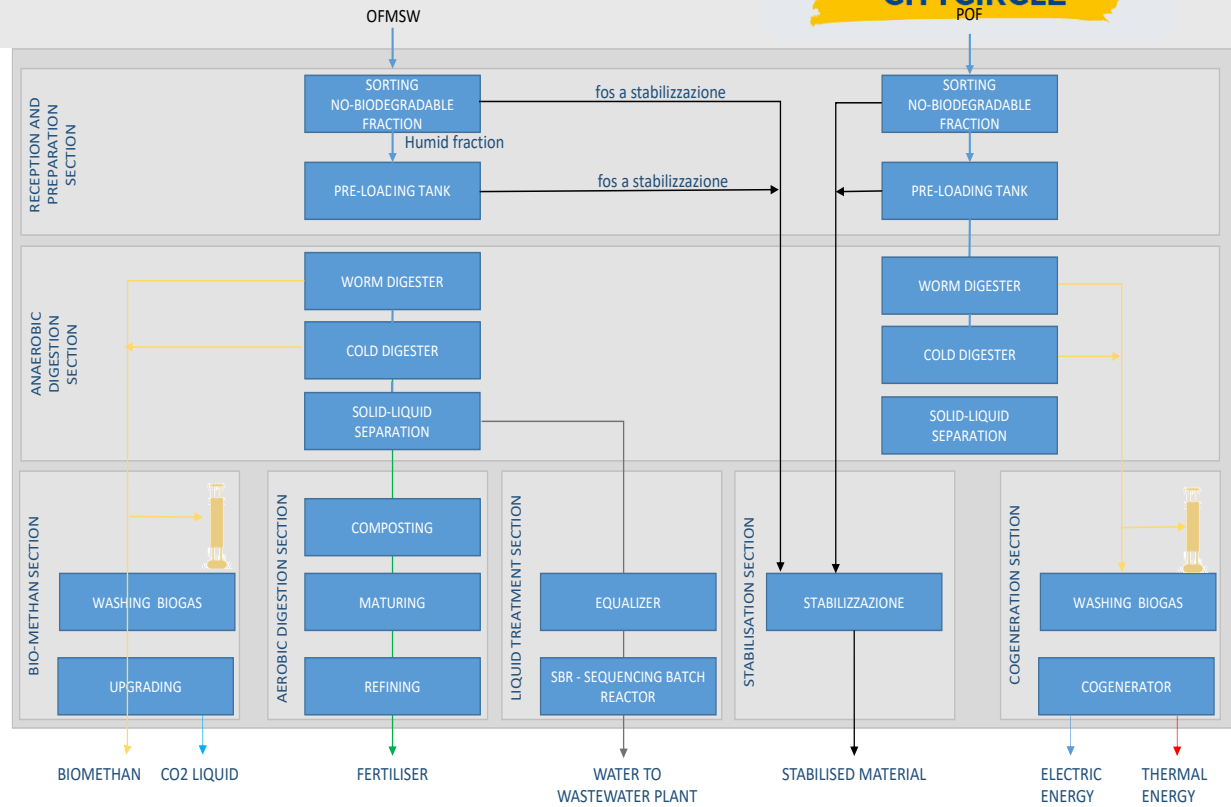 CITYCIRCLE
OFMSW
POF
RECEPTION AND
PREPARATION
SECTION
SORTING
NO-BIODEGRADABLE
FRACTION
fos a stabilizzazione
SORTING
NO-BIODEGRADABLE
FRACTION
Humid fraction
PRE-LOADING TANK
fos a stabilizzazione
PRE-LOADING TANK
ANAEROBIC
DIGESTION
SECTION
WORM DIGESTER
WORM DIGESTER
COLD DIGESTER
COLD DIGESTER
SOLID-LIQUID
SEPARATION
SOLID-LIQUID
SEPARATION
BIO-METHAN SECTION
WASHING BIOGAS
UPGRADING
AEROBIC DIGESTION SECTION
COMPOSTING
MATURING
REFINING
LIQUID TREATMENT SECTION
EQUALIZER
SBR - SEQUENCING BATCH
REACTOR
STABILISATION SECTION
STABILIZZAZIONE
COGENERATION SECTION
WASHING BIOGAS
COGENERATOR
BIOMETHAN
CO2 LIQUID
FERTILISER
WATER TO
WASTEWATER PLANT
STABILISED MATERIAL
ELECTRIC
ENERGY
THERMAL
ENERGY